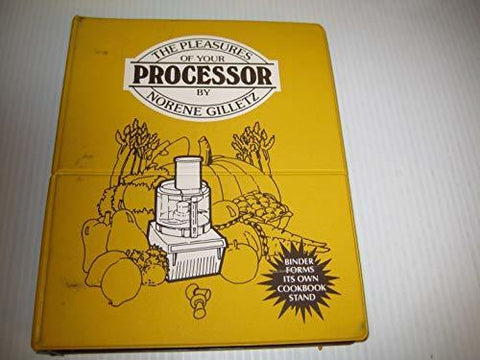 THE PLEASURES
OF YOUR
PROCESSOR
BY
NORENE GILLETZ
BINDER
FORMS
ITS OWN
COOKBOOK
STAND